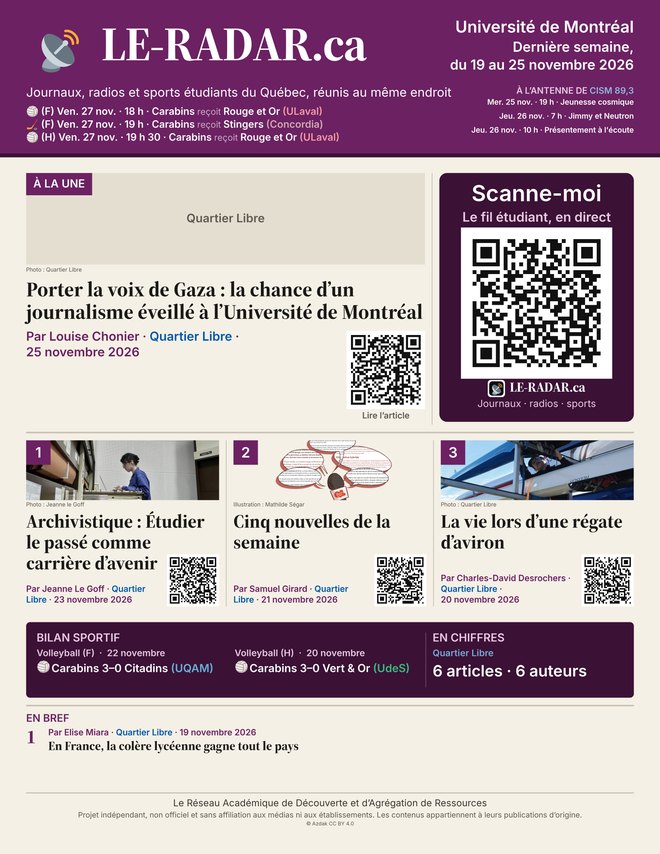 LE-RADAR.ca
Université de Montréal
Dernière semaine,
du 19 au 25 novembre 2026
Journaux, radios et sports étudiants du Québec, réunis au même endroit
(F) Ven. 27 nov. · 18 h · Carabins reçoit Rouge et Or (ULaval)
(F) Ven. 27 nov. · 19 h · Carabins reçoit Stingers (Concordia)
(H) Ven. 27 nov. · 19 h 30 · Carabins reçoit Rouge et Or (ULaval)
À L'ANTENNE DE CISM 89,3
Mer. 25 nov. · 19 h · Jeunesse cosmique
Jeu. 26 nov. · 7 h · Jimmy et Neutron
Jeu. 26 nov. · 10 h · Présentement à l'écoute
À LA UNE
Quartier Libre
Photo : Quartier Libre
Porter la voix de Gaza : la chance d'un
journalisme éveillé à l'Université de Montréal
Par Louise Chonier · Quartier Libre ·
25 novembre 2026
Lire l'article
Scanne-moi
Le fil étudiant, en direct
LE-RADAR.ca
Journaux · radios · sports
1
Photo : Jeanne le Goff
Archivistique : Étudier
le passé comme
carrière d'avenir
Par Jeanne Le Goff · Quartier
Libre · 23 novembre 2026
2
Illustration : Mathilde Ségar
Cinq nouvelles de la
semaine
Par Samuel Girard · Quartier
Libre · 21 novembre 2026
3
Photo : Quartier Libre
La vie lors d'une régate
d'aviron
Par Charles-David Desrochers ·
Quartier Libre ·
20 novembre 2026
BILAN SPORTIF
Volleyball (F) · 22 novembre
Carabins 3–0 Citadins (UQAM)
Volleyball (H) · 20 novembre
Carabins 3–0 Vert & Or (UdeS)
EN CHIFFRES
Quartier Libre
6 articles · 6 auteurs
EN BREF
1
Par Elise Miara · Quartier Libre · 19 novembre 2026
En France, la colère lycéenne gagne tout le pays
Le Réseau Académique de Découverte et d'Agrégation de Ressources
Projet indépendant, non officiel et sans affiliation aux médias ni aux établissements. Les contenus appartiennent à leurs publications d'origine.
© Azdak CC BY 4.0